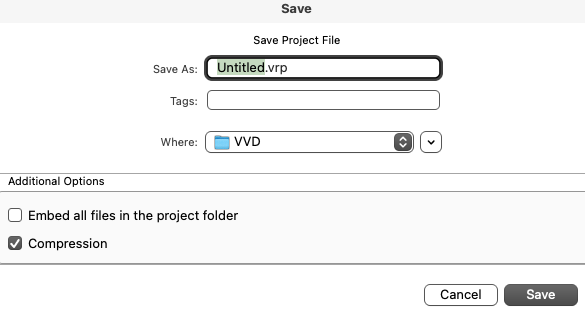 Save
Save Project File
Save As: Untitled.vrp
Tags:
Where: VVD
Additional Options
Embed all files in the project folder
Compression
Cancel Save